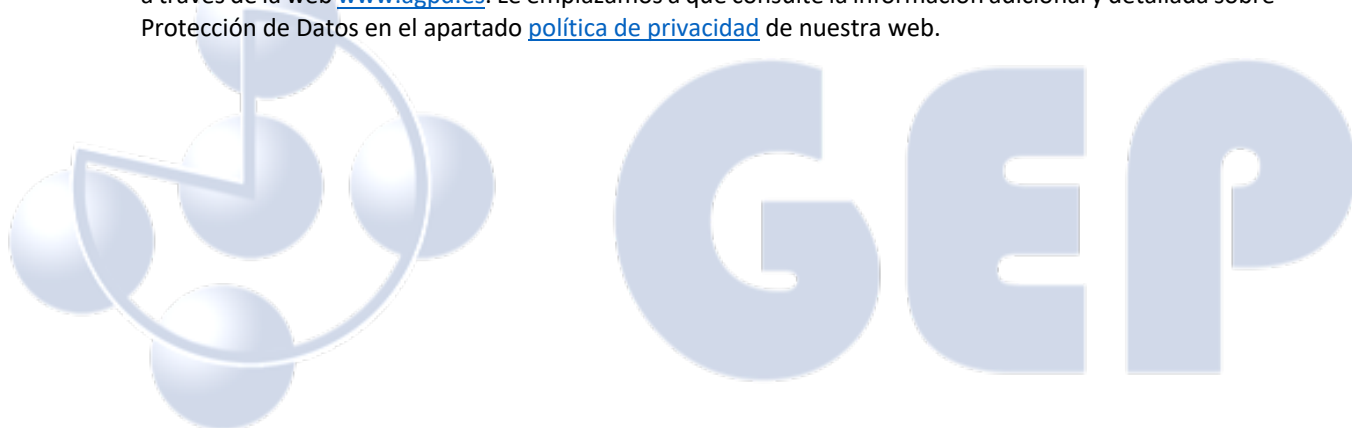 a través de la web www.agpd.es. Le emplazamos a que consulte la información adicional y detallada sobre
Protección de Datos en el apartado política de privacidad de nuestra web.
GEP